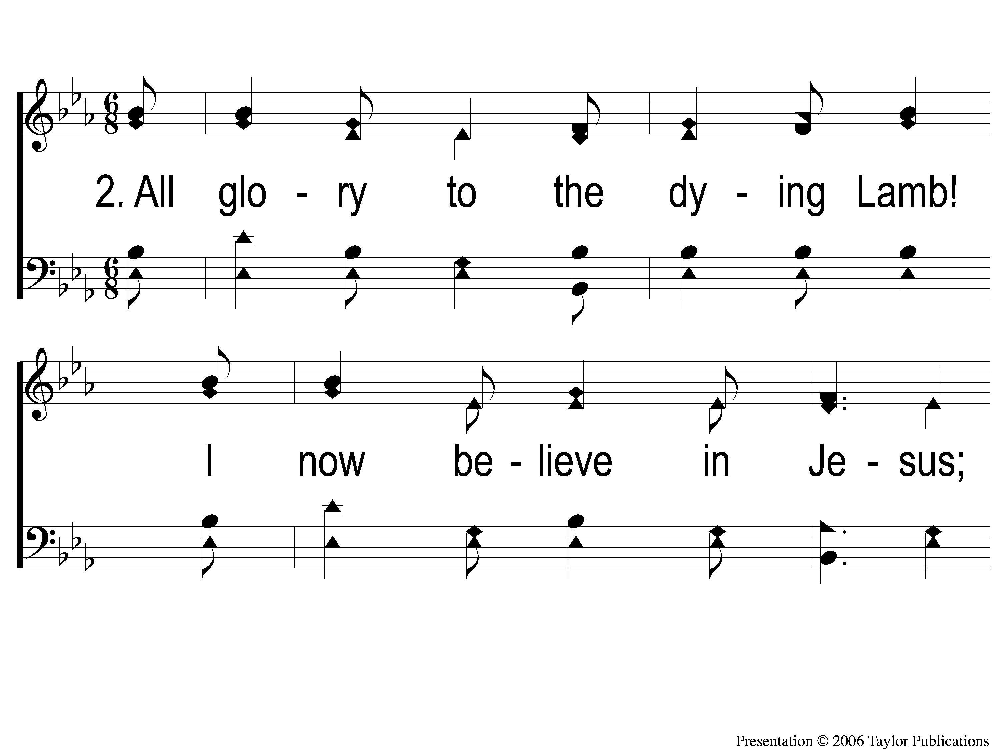 2. All glo - ry to the dy - ing Lamb!
I now be - lieve in Je - sus;
Presentation © 2006 Taylor Publications